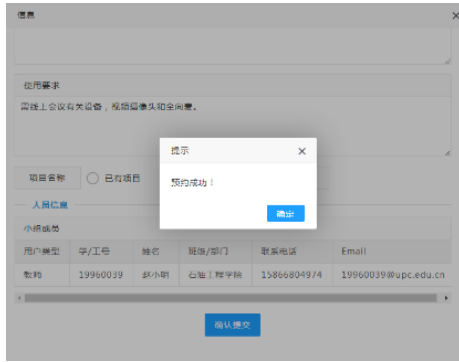 信息
使用要求
需线上会议有关设备，视频摄像头和全向麦。
提示
预约成功！
确定
项目名称 已有项目
人员信息
小组成员
用户类型 学/工号 姓名 班级/部门 联系电话 Email
教师 19960039 赵小明 石油工程学院 15866804974 19960039@upc.edu.cn
确认提交